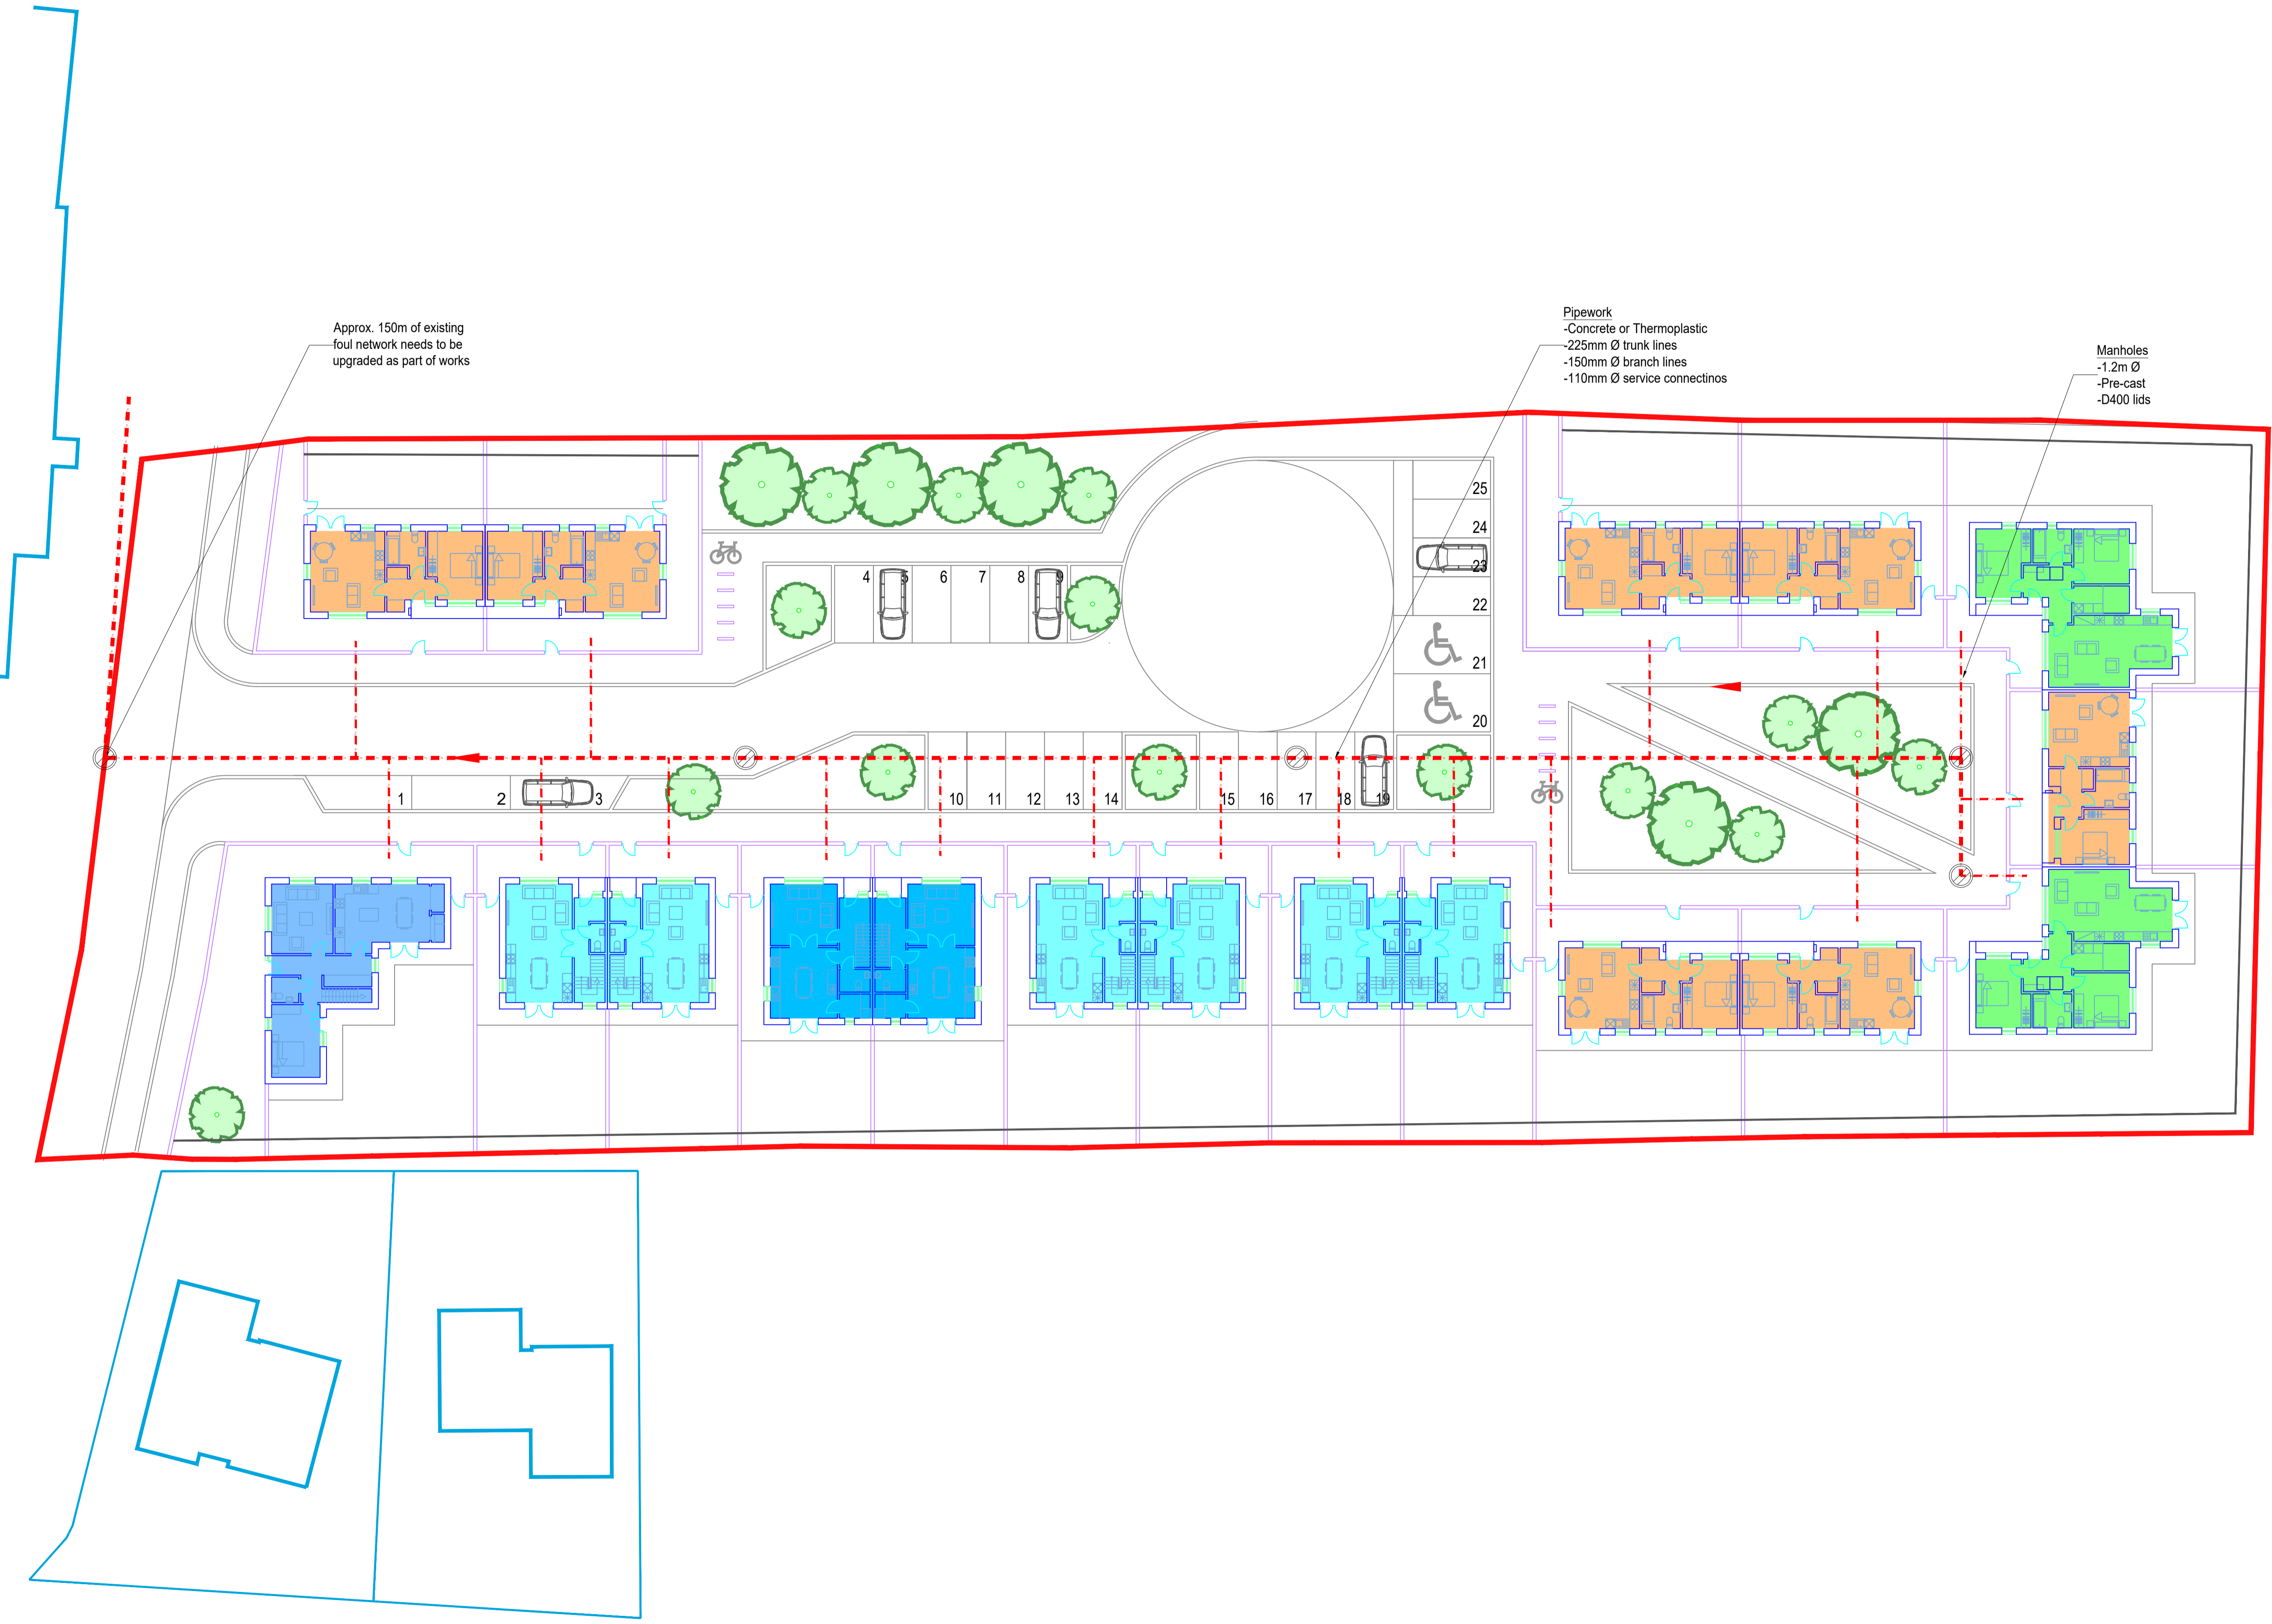 Approx. 150m of existing
foul network needs to be
upgraded as part of works
Pipework
-Concrete or Thermoplastic
-225mm Ø trunk lines
-150mm Ø branch lines
-110mm Ø service connectinos
Manholes
-1.2m Ø
-Pre-cast
-D400 lids
25
24
23
22
21
20
4
5
6
7
8
9
1
2
3
10
11
12
13
14
15
16
17
18
19